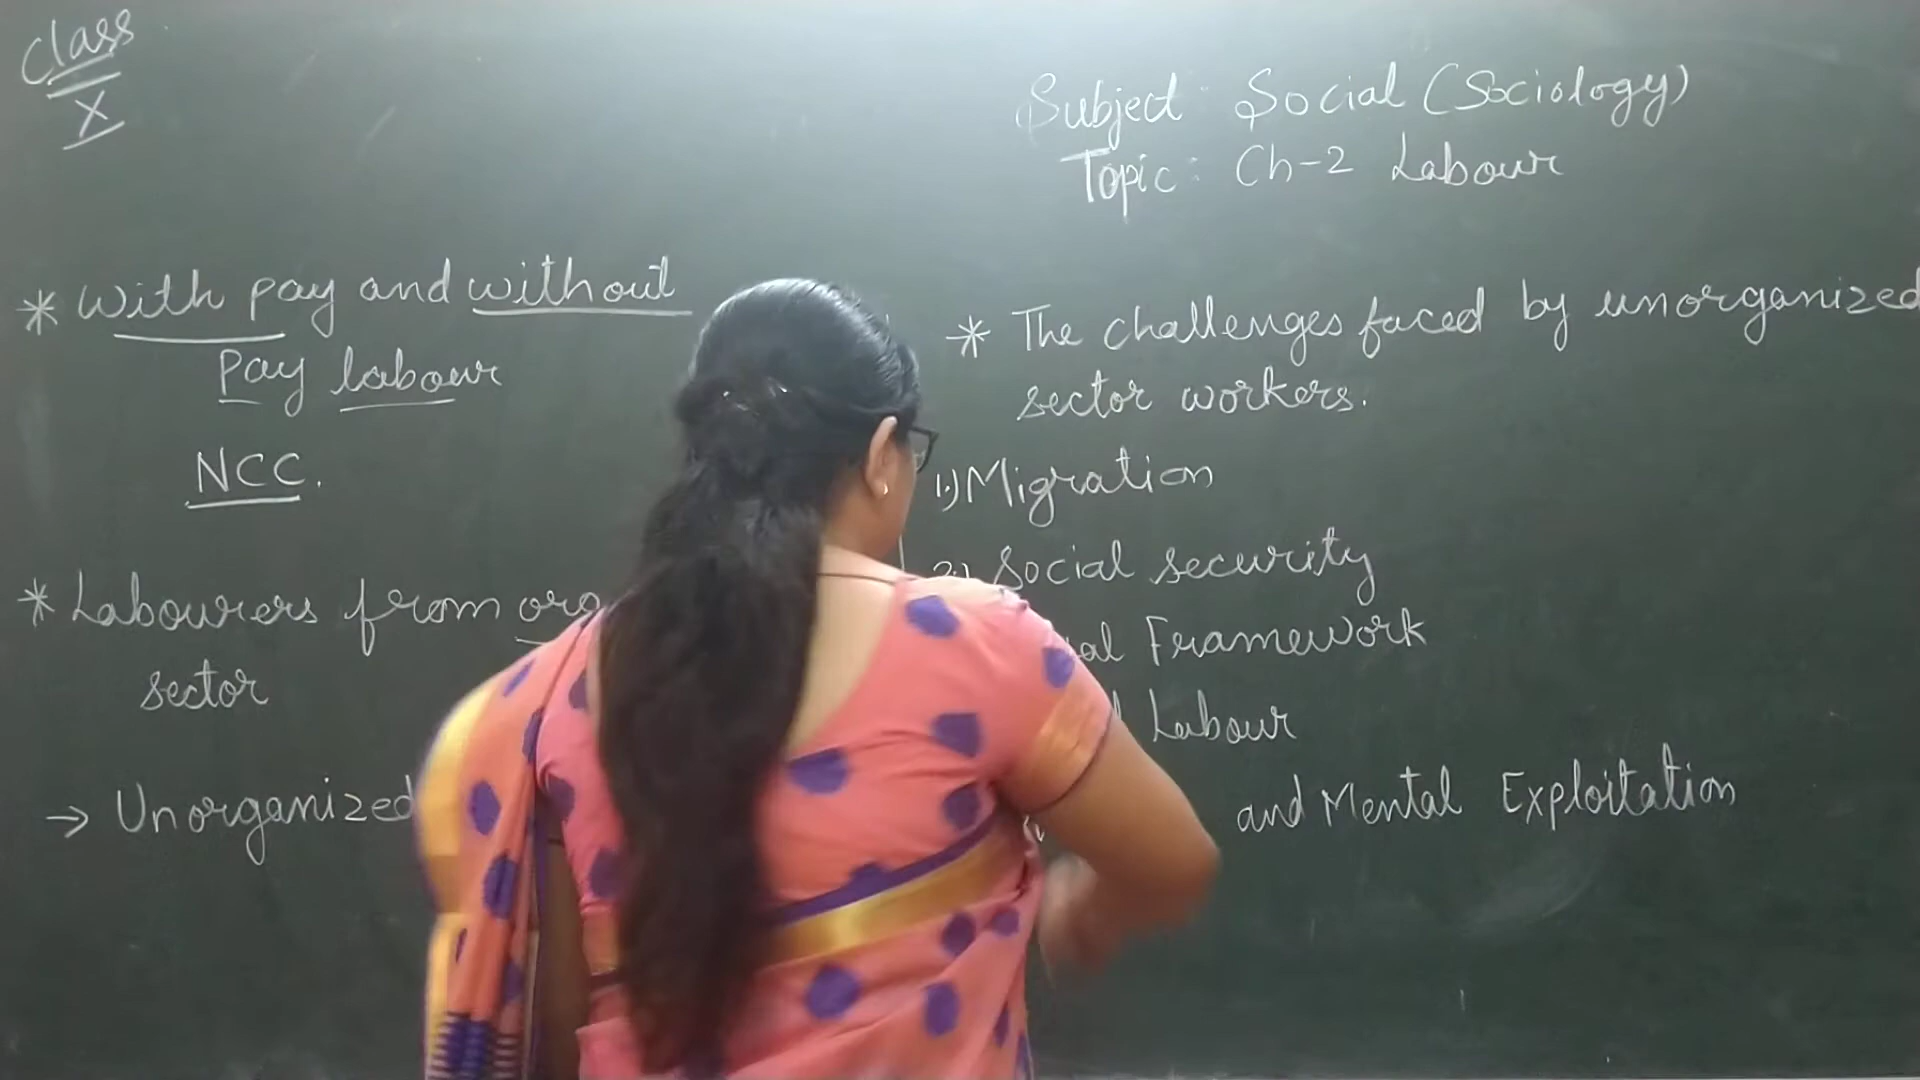 Class
X
Subject: Social (Sociology)
Topic: Ch-2 Labour
* With pay and without
Pay labour
NCC.
* Labourers from
sector
→ Unorganized
* The challenges faced by unorganized
sector workers.
1.) Migration
2.) Social security
Framework
Labour
and Mental Exploitation